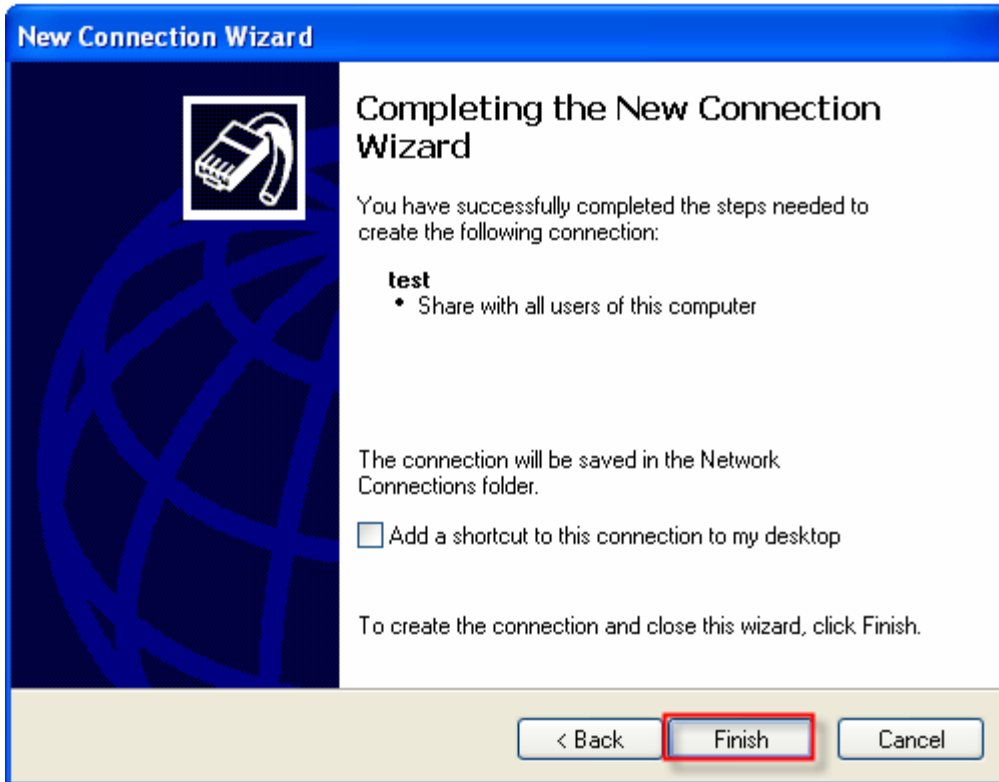 New Connection Wizard
Completing the New Connection
Wizard
You have successfully completed the steps needed to
create the following connection:
test
• Share with all users of this computer
The connection will be saved in the Network
Connections folder.
Add a shortcut to this connection to my desktop
To create the connection and close this wizard, click Finish.
< Back Finish Cancel